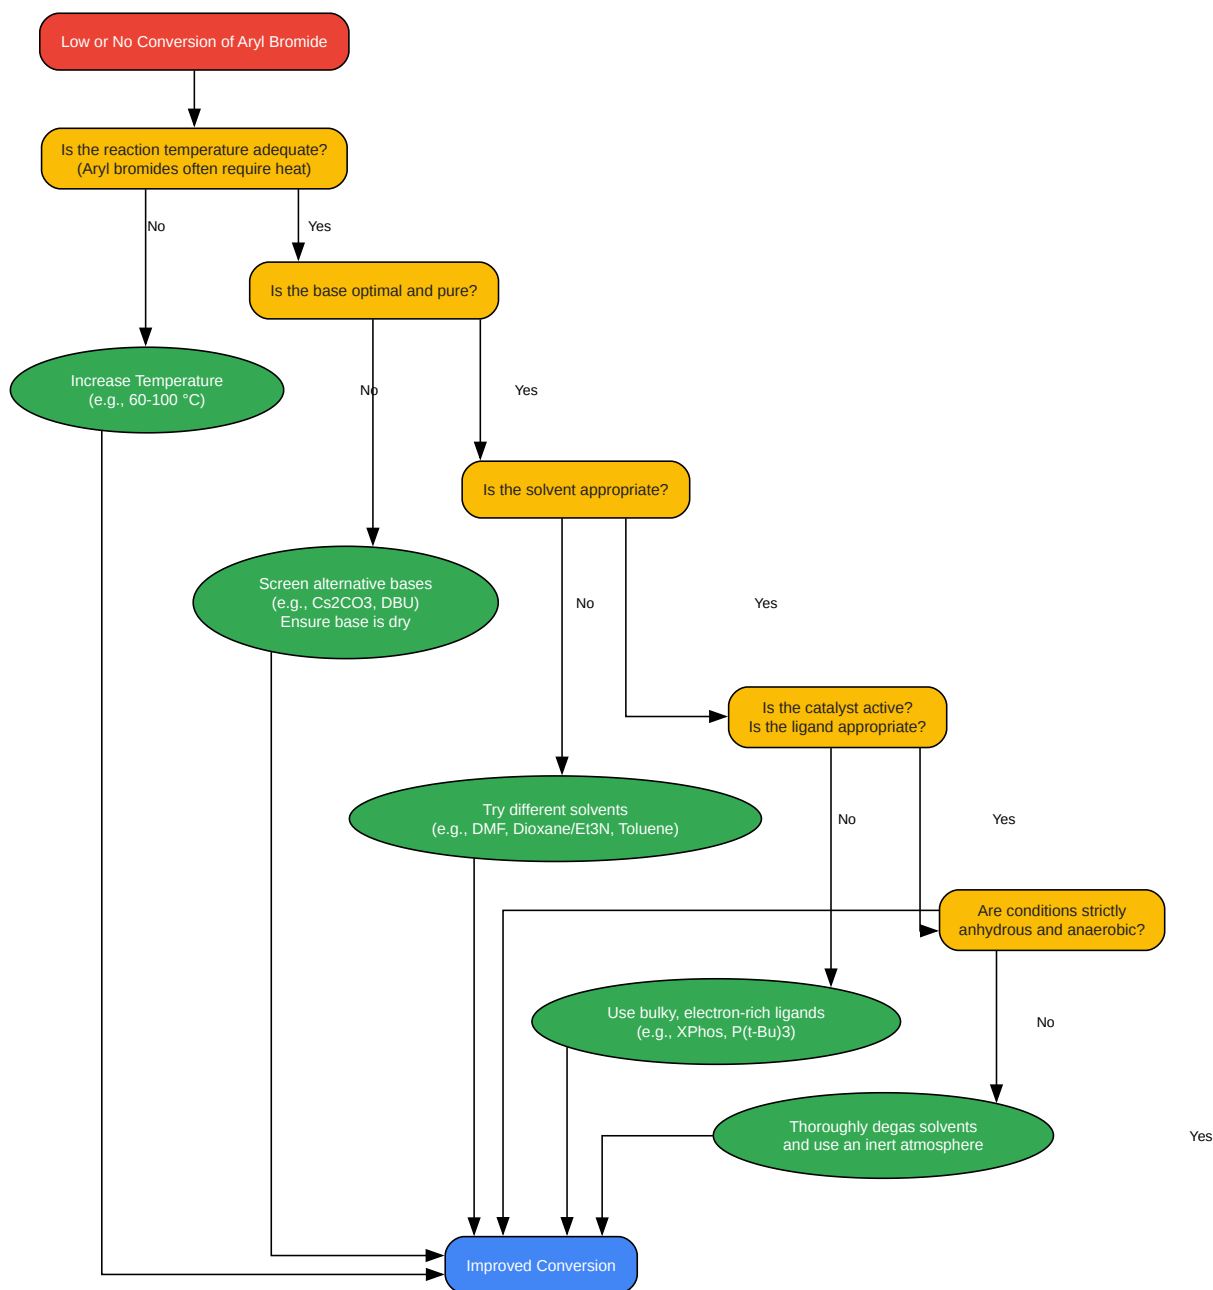 Low or No Conversion of Aryl Bromide
Is the reaction temperature adequate?
(Aryl bromides often require heat)
No
Yes
Is the base optimal and pure?
Increase Temperature
(e.g., 60-100 °C)
No
Yes
Is the solvent appropriate?
Screen alternative bases
(e.g., Cs2CO3, DBU)
Ensure base is dry
No
Yes
Is the catalyst active?
Is the ligand appropriate?
Try different solvents
(e.g., DMF, Dioxane/Et3N, Toluene)
No
Yes
Are conditions strictly
anhydrous and anaerobic?
Use bulky, electron-rich ligands
(e.g., XPhos, P(t-Bu)3)
No
Thoroughly degas solvents
and use an inert atmosphere
Yes
Improved Conversion